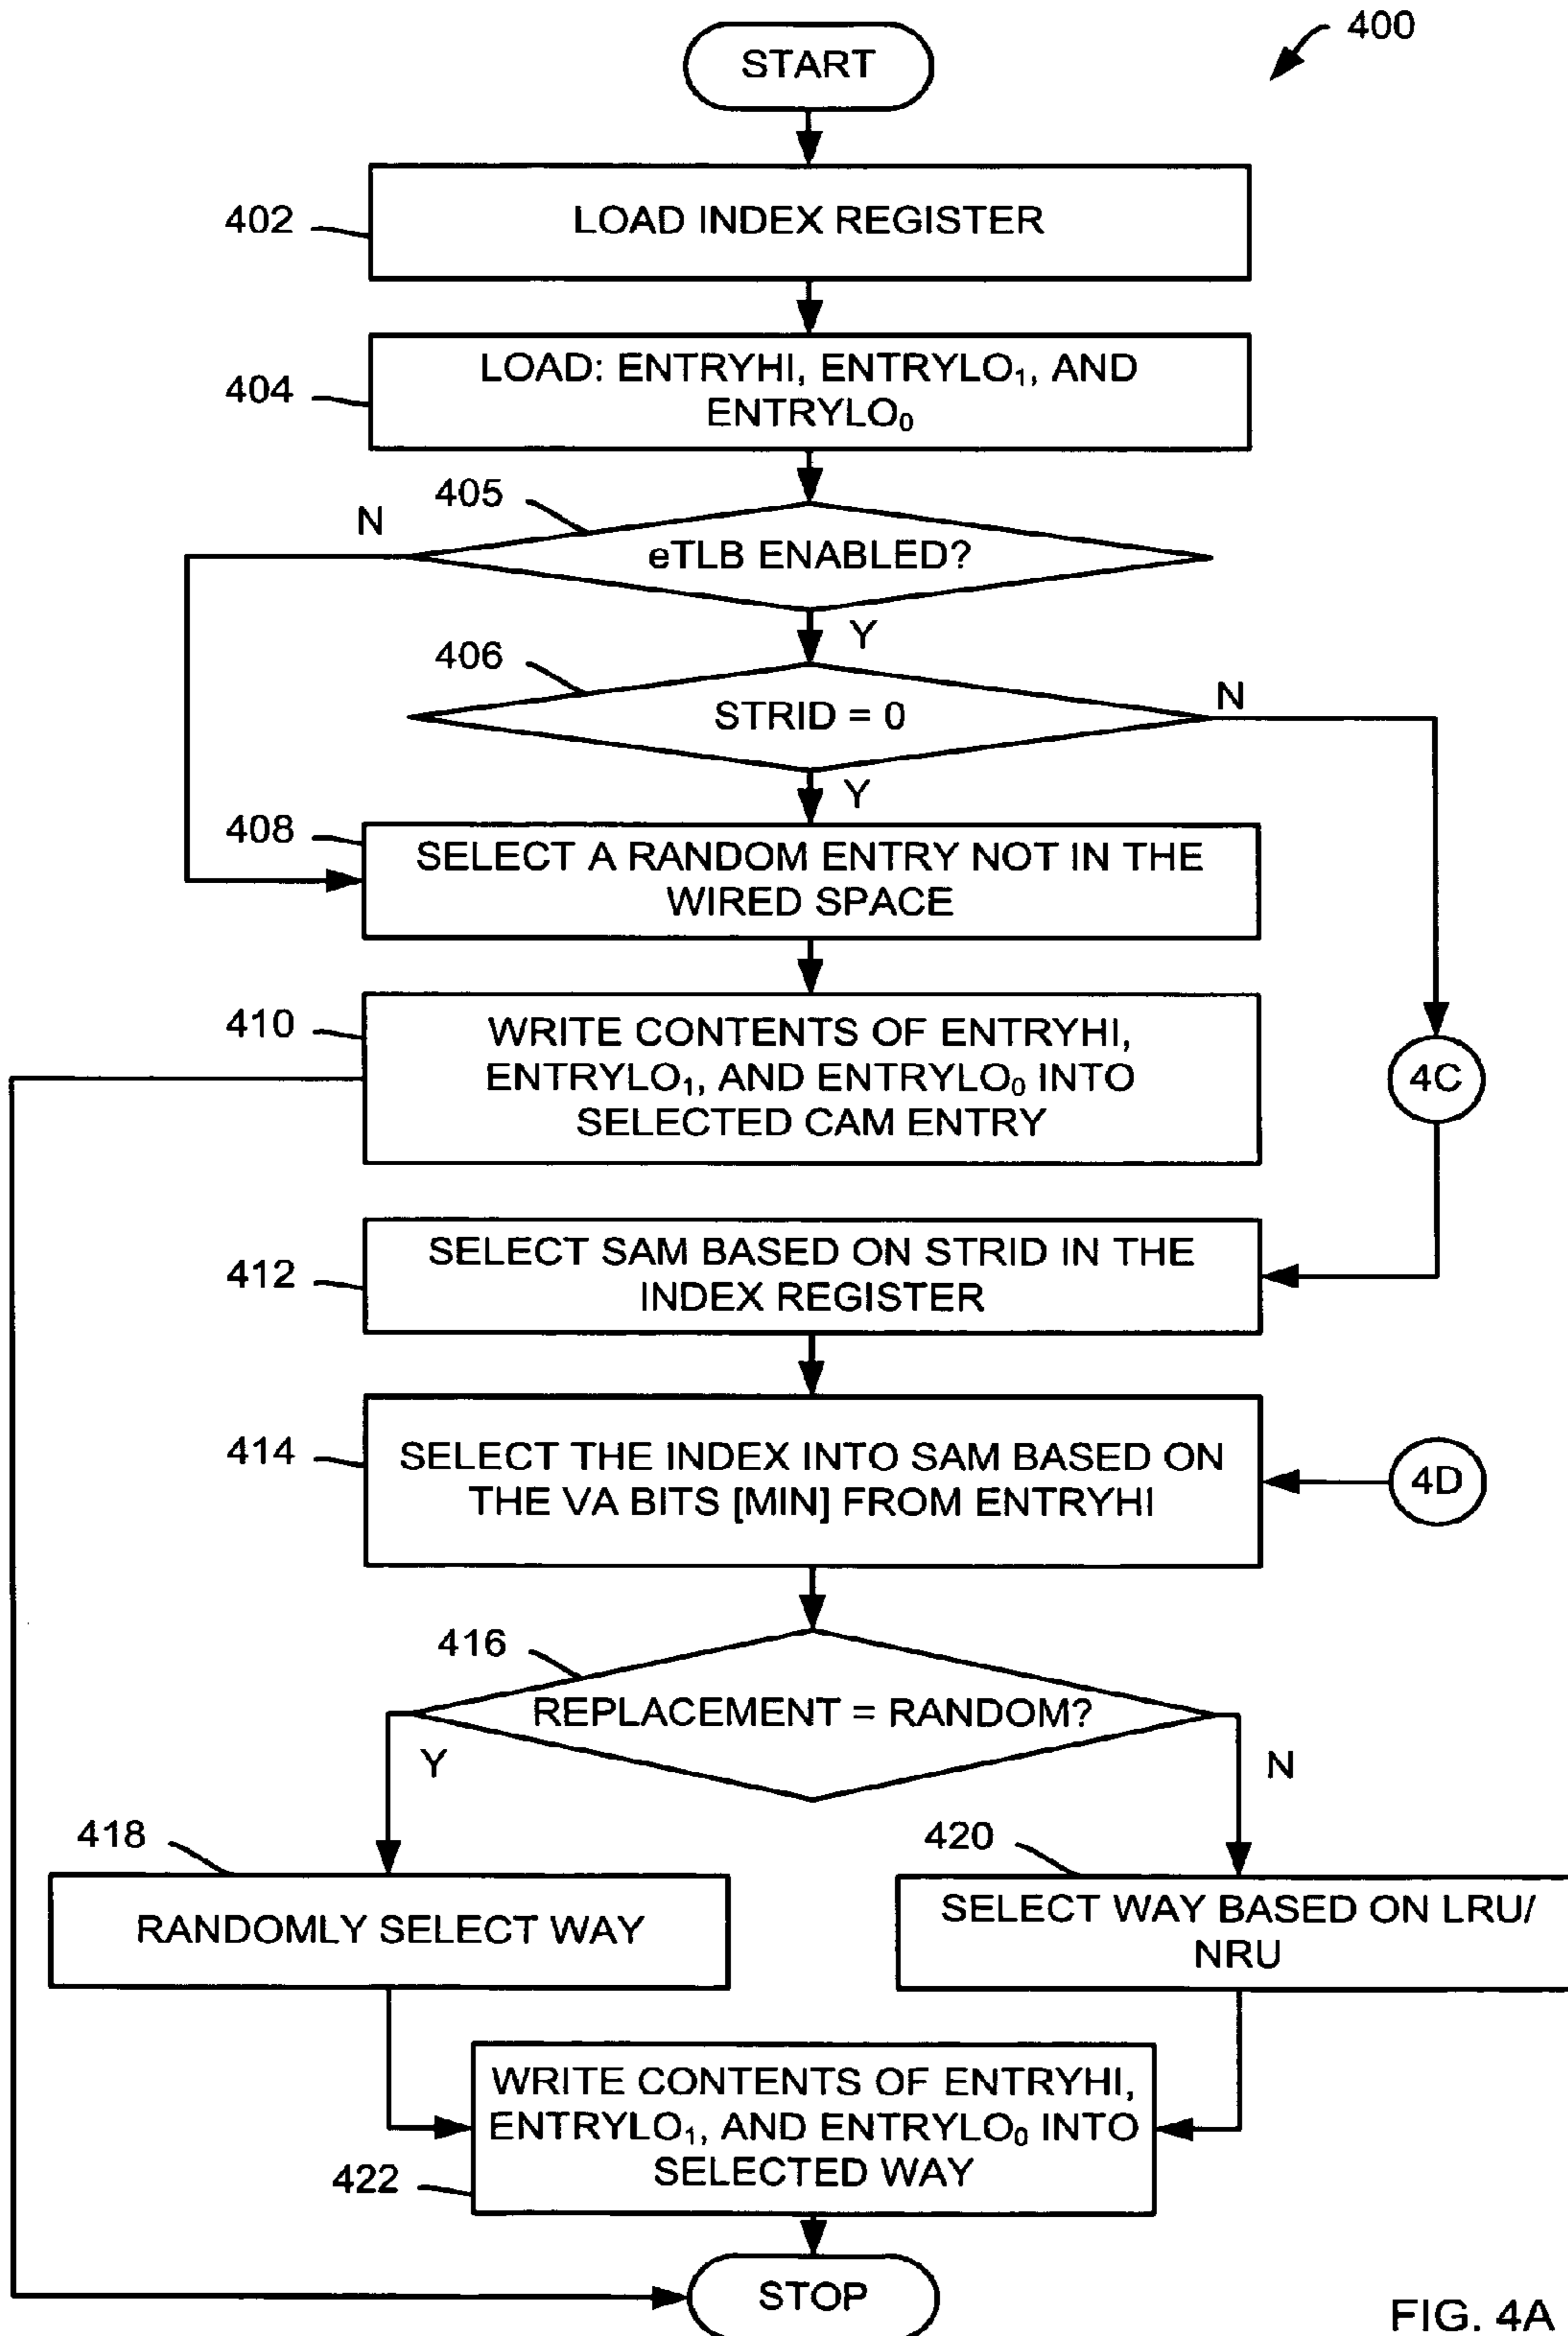 400
START
402
LOAD INDEX REGISTER
404
LOAD: ENTRYHI, ENTRYLO₁, AND
ENTRYLO₀
405
N
eTLB ENABLED?
Y
406
STRID = 0
N
Y
408
SELECT A RANDOM ENTRY NOT IN THE
WIRED SPACE
410
WRITE CONTENTS OF ENTRYHI,
ENTRYLO₁, AND ENTRYLO₀ INTO
SELECTED CAM ENTRY
4C
412
SELECT SAM BASED ON STRID IN THE
INDEX REGISTER
414
SELECT THE INDEX INTO SAM BASED ON
THE VA BITS [MIN] FROM ENTRYHI
4D
416
REPLACEMENT = RANDOM?
Y
N
418
RANDOMLY SELECT WAY
420
SELECT WAY BASED ON LRU/
NRU
422
WRITE CONTENTS OF ENTRYHI,
ENTRYLO₁, AND ENTRYLO₀ INTO
SELECTED WAY
STOP
FIG. 4A